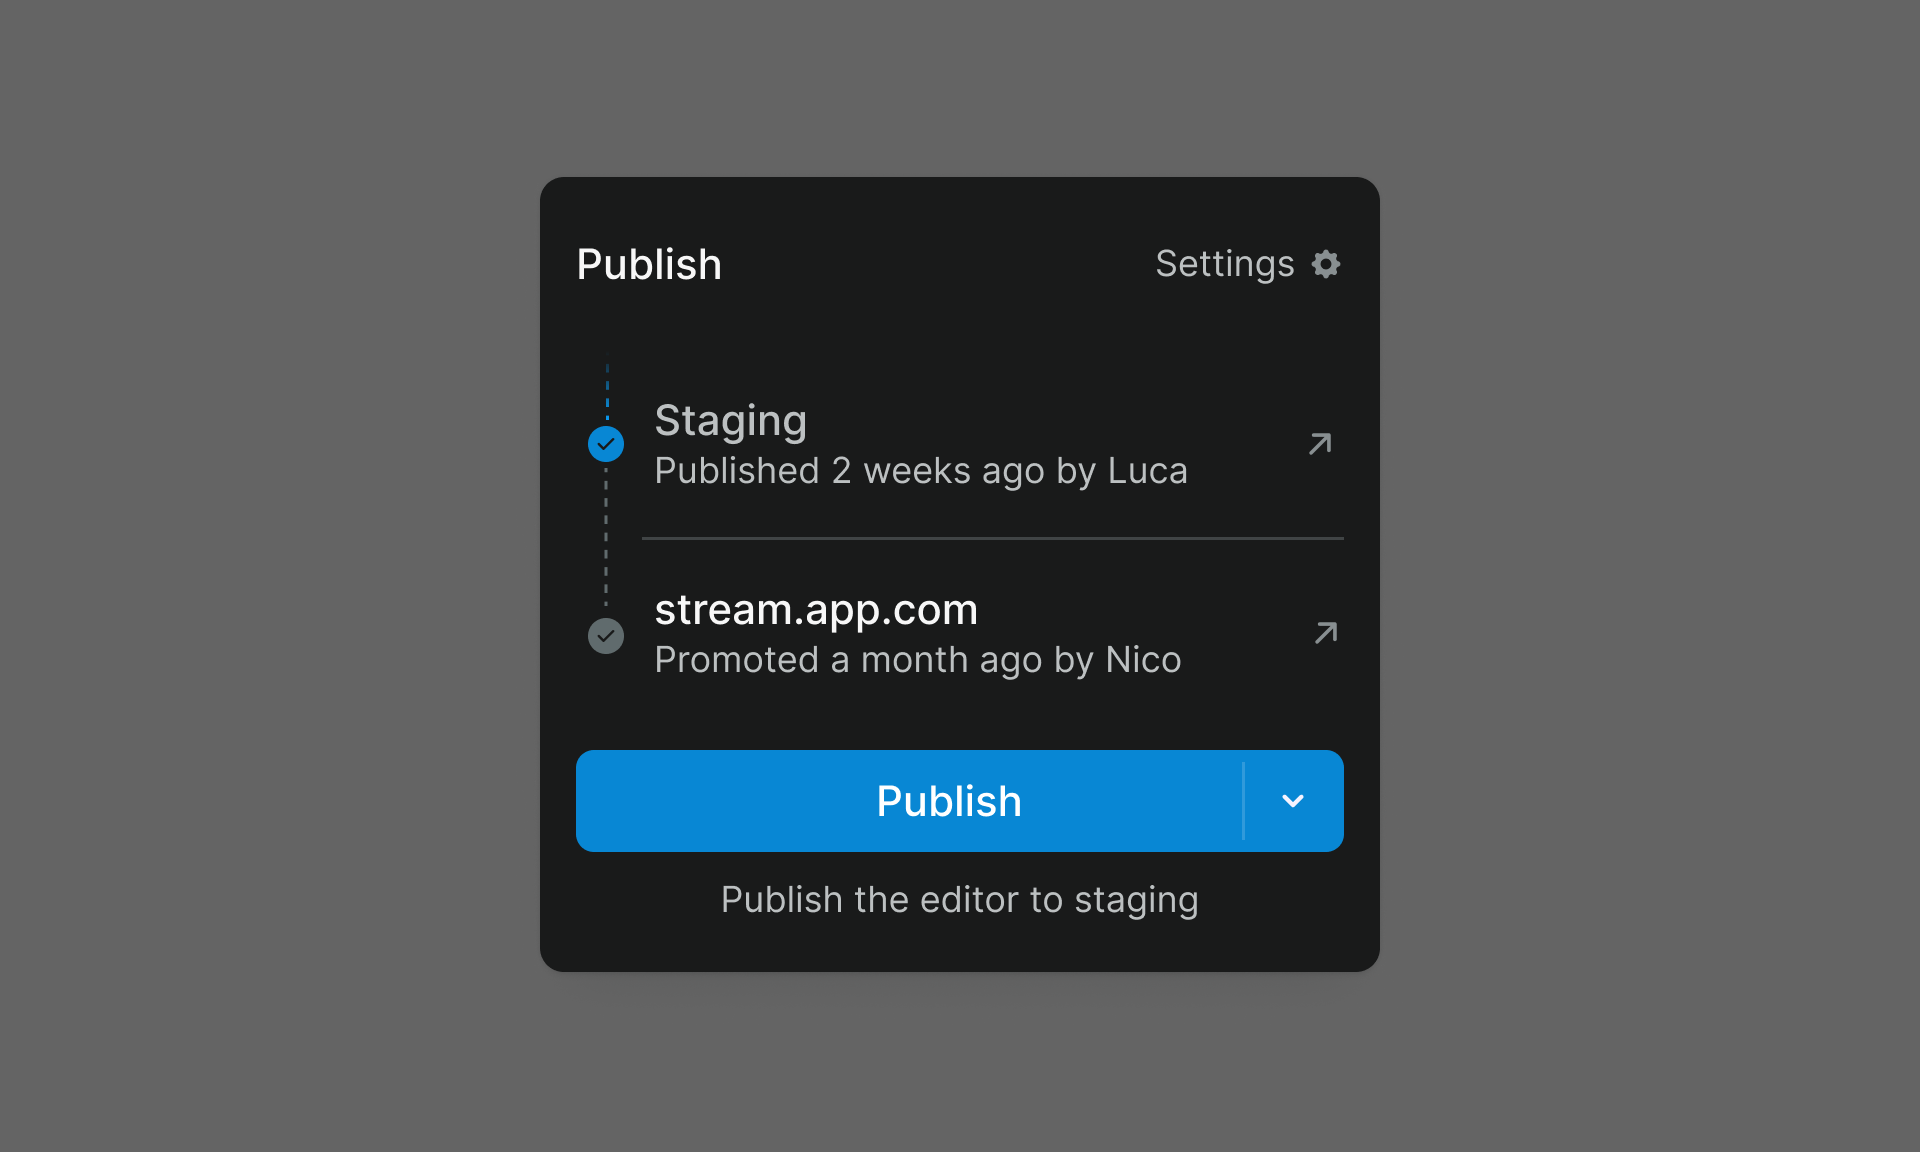 Publish
Settings
Staging
Published 2 weeks ago by Luca
stream.app.com
Promoted a month ago by Nico
Publish
Publish the editor to staging